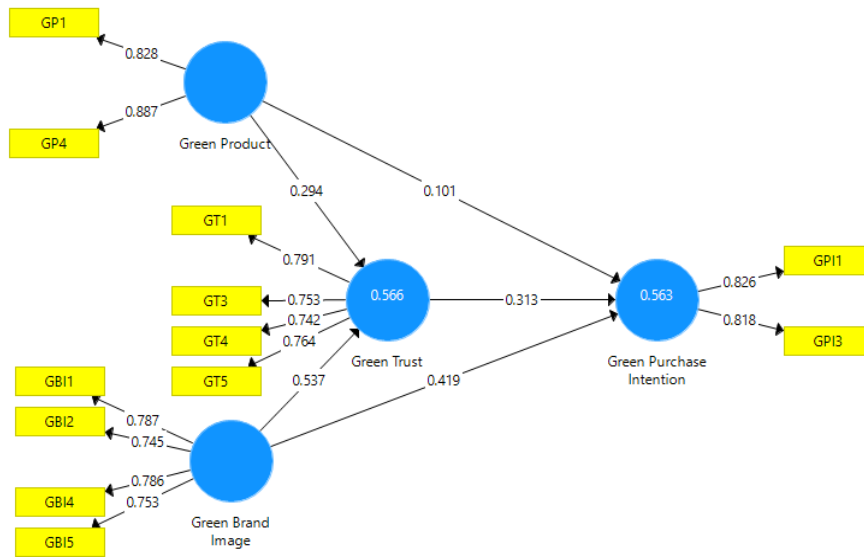 GP1
0.828
0.887
GP4
Green Product
0.294
0.101
GT1
0.791
GT3
0.753
0.566
0.313
0.563
GPI1
0.826
GT4
0.742
0.818
GPI3
0.764
Green Trust
Green Purchase
Intention
GT5
GBI1
0.537
0.419
0.787
GBI2
0.745
0.786
GBI4
0.753
GBI5
Green Brand
Image